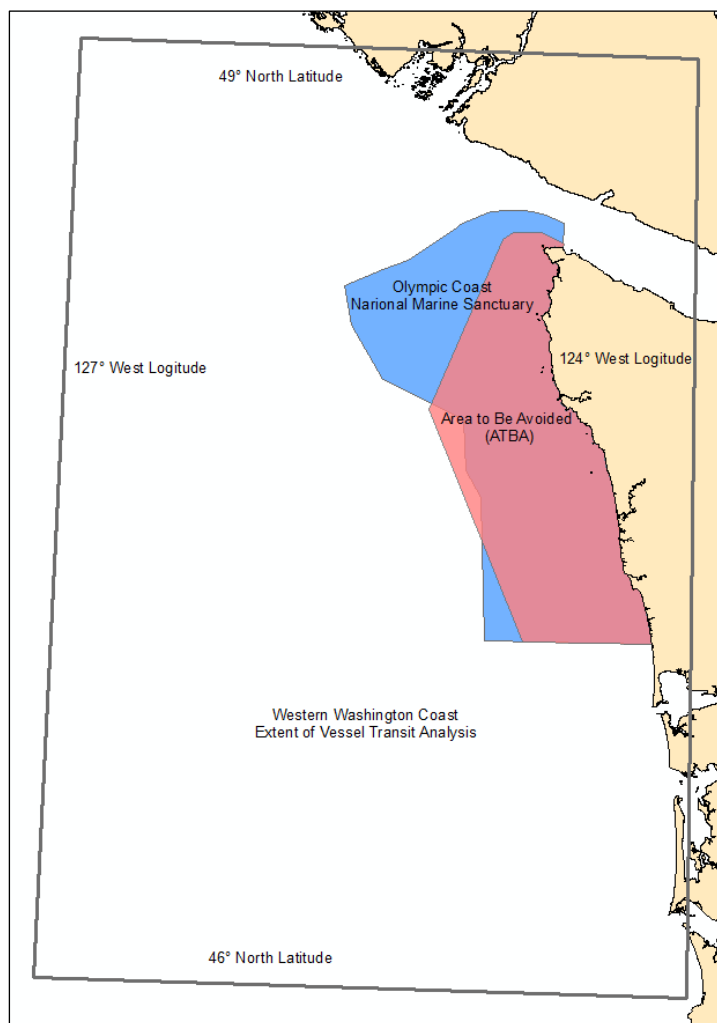 49° North Latitude
Olympic Coast
Narional Marine Sanctuary
127° West Logitude
124° West Logitude
Area to Be Avoided
(ATBA)
Western Washington Coast
Extent of Vessel Transit Analysis
46° North Latitude